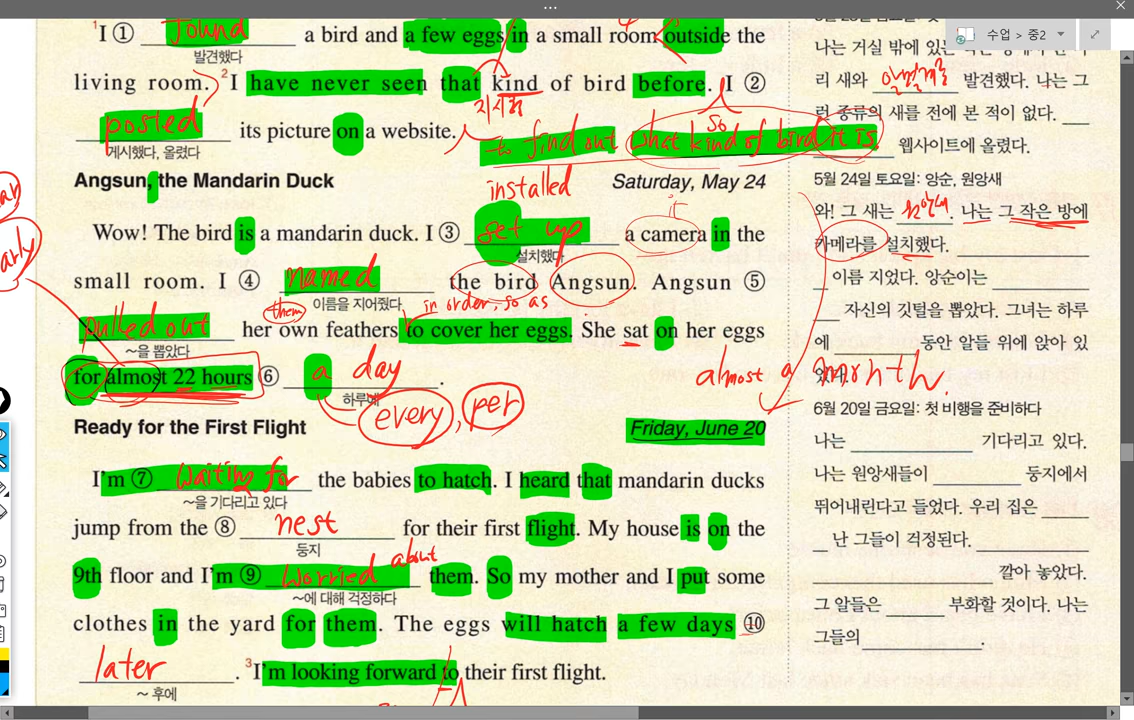 ...
수업 > 중2
¹I ① found a bird and a few eggs in a small room outside the
발견했다
living room. ²I have never seen that kind of bird before. I ②
지시형
so
posted its picture on a website.
to find out what kind of bird it is.
게시했다, 올렸다
Angsun, the Mandarin Duck Saturday, May 24
installed
it
Wow! The bird is a mandarin duck. I ③ set up a camera in the
설치했다
small room. I ④ named the bird Angsun. Angsun ⑤
them 이름을 지어줬다 in order, so as
pulled out her own feathers to cover her eggs. She sat on her eggs
~을 뽑았다
for almost 22 hours ⑥ a day.
하루에
every, per
almost a month.
Ready for the First Flight Friday, June 20
I'm ⑦ waiting for the babies to hatch. I heard that mandarin ducks
~을 기다리고 있다
jump from the ⑧ nest for their first flight. My house is on the
둥지
about
9th floor and I'm ⑨ worried them. So my mother and I put some
~에 대해 걱정하다
clothes in the yard for them. The eggs will hatch a few days ⑩
later. ³I'm looking forward to their first flight.
~ 후에
나는 거실 밖에 있는
리 새와 알 몇개를 발견했다. 나는 그
런 종류의 새를 전에 본 적이 없다.
웹사이트에 올렸다.
5월 24일 토요일: 앙순, 원앙새
와! 그 새는 원앙새. 나는 그 작은 방에
카메라를 설치했다.
이름 지었다. 앙순이는
자신의 깃털을 뽑았다. 그녀는 하루
에 동안 알들 위에 앉아 있
었다.
6월 20일 금요일: 첫 비행을 준비하다
나는 기다리고 있다.
나는 원앙새들이 둥지에서
뛰어내린다고 들었다. 우리 집은
난 그들이 걱정된다.
깔아 놓았다.
그 알들은 부화할 것이다. 나는
그들의 .